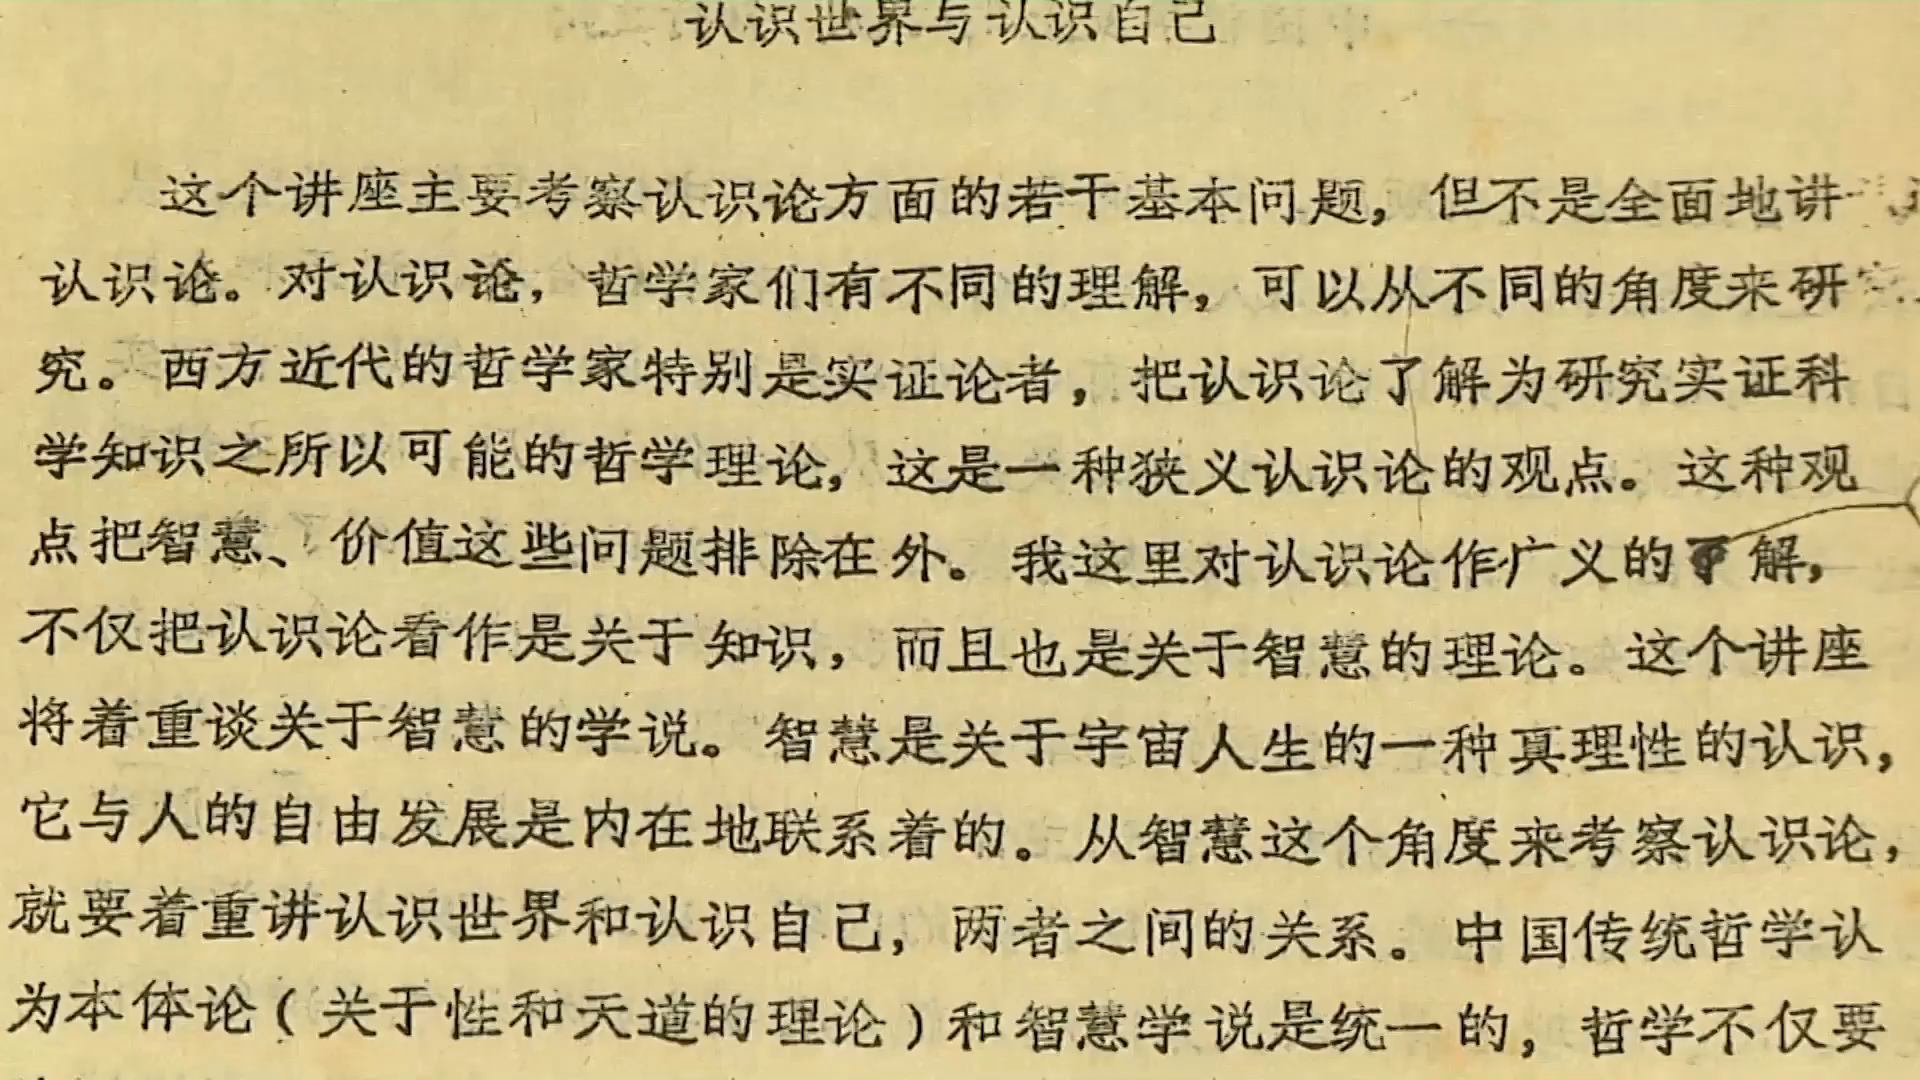 认识世界与认识自己
这个讲座主要考察认识论方面的若干基本问题，但不是全面地讲
认识论。对认识论，哲学家们有不同的理解，可以从不同的角度来研
究。西方近代的哲学家特别是实证论者，把认识论了解为研究实证科
学知识之所以可能的哲学理论，这是一种狭义认识论的观点。这种观
点把智慧、价值这些问题排除在外。我这里对认识论作广义的了解，
不仅把认识论看作是关于知识，而且也是关于智慧的理论。这个讲座
将着重谈关于智慧的学说。智慧是关于宇宙人生的一种真理性的认识，
它与人的自由发展是内在地联系着的。从智慧这个角度来考察认识论，
就要着重讲认识世界和认识自己，两者之间的关系。中国传统哲学认
为本体论（关于性和天道的理论）和智慧学说是统一的，哲学不仅要